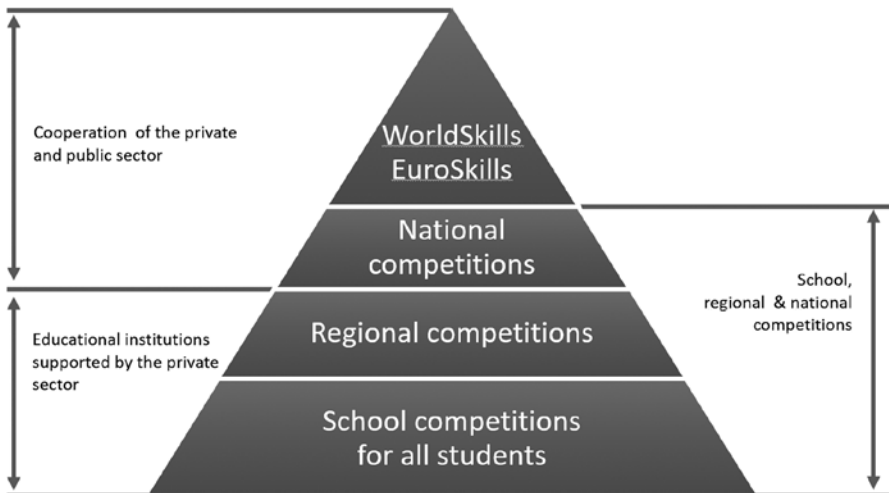 Cooperation of the private
and public sector
WorldSkills
EuroSkills
National
competitions
School,
regional & national
competitions
Educational institutions
supported by the private
sector
Regional competitions
School competitions
for all students